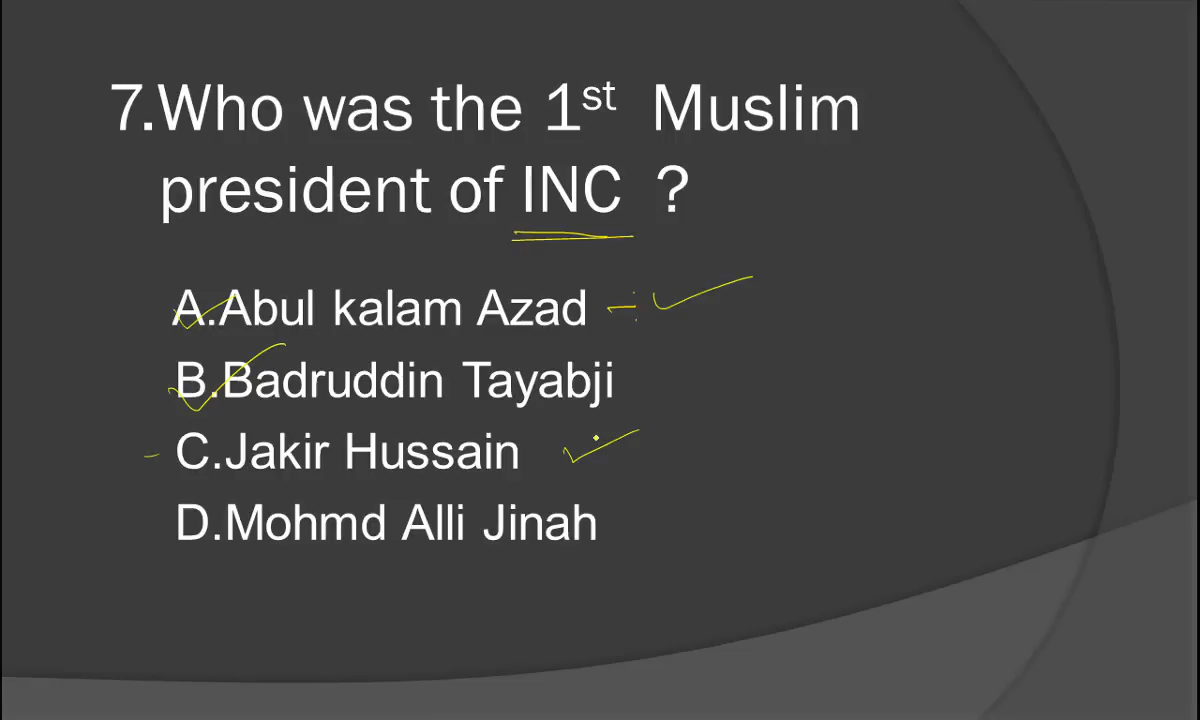 7.Who was the 1st Muslim
president of INC ?
A.Abul kalam Azad
B.Badruddin Tayabji
C.Jakir Hussain
D.Mohmd Alli Jinah